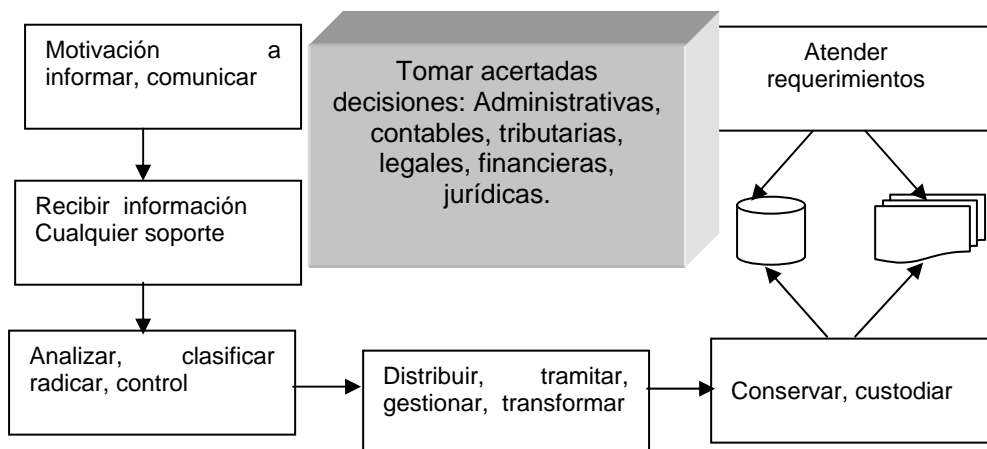 Motivación a
informar, comunicar
Tomar acertadas
decisiones: Administrativas,
contables, tributarias,
legales, financieras,
jurídicas.
Atender
requerimientos
Recibir información
Cualquier soporte
Analizar, clasificar
radicar, control
Distribuir, tramitar,
gestionar, transformar
Conservar, custodiar